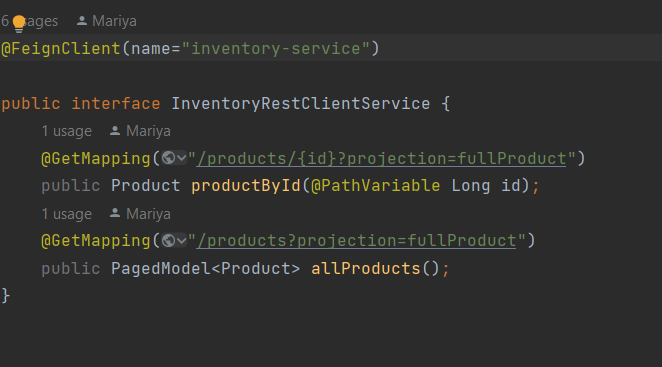 6 usages Mariya
@FeignClient(name="inventory-service")
public interface InventoryRestClientService {
1 usage Mariya
@GetMapping("/products/{id}?projection=fullProduct")
public Product productById(@PathVariable Long id);
1 usage Mariya
@GetMapping("/products?projection=fullProduct")
public PagedModel<Product> allProducts();
}